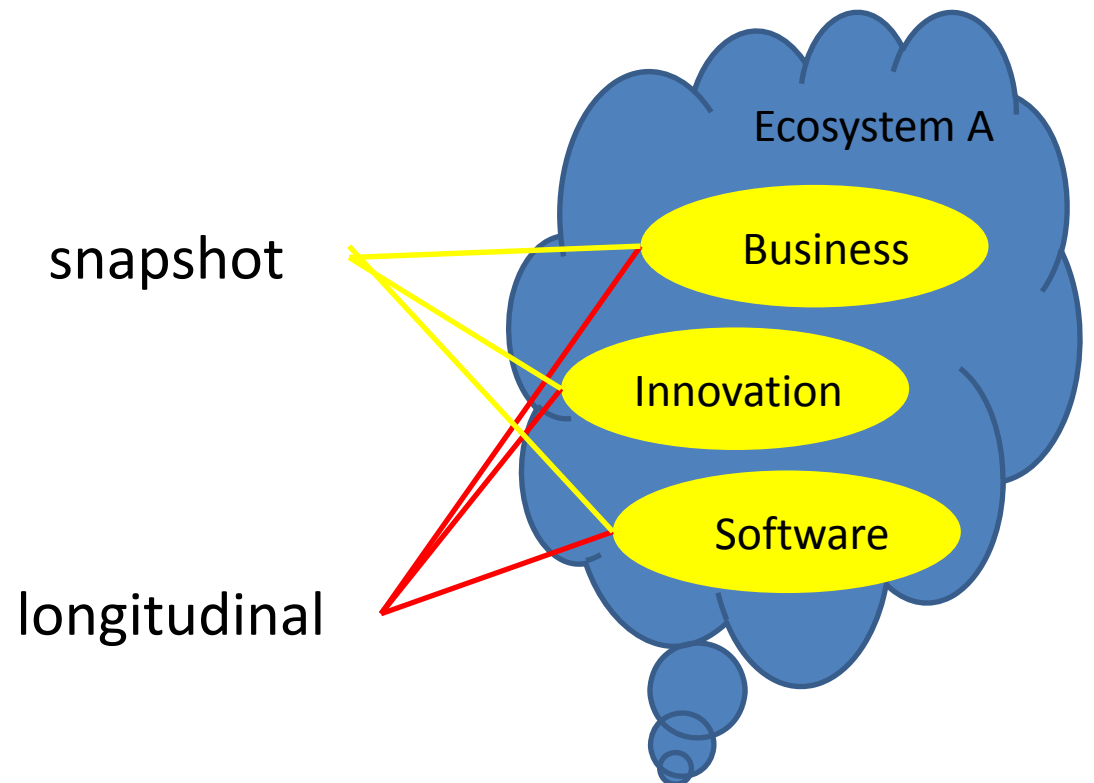 Ecosystem A
snapshot
Business
Innovation
Software
longitudinal